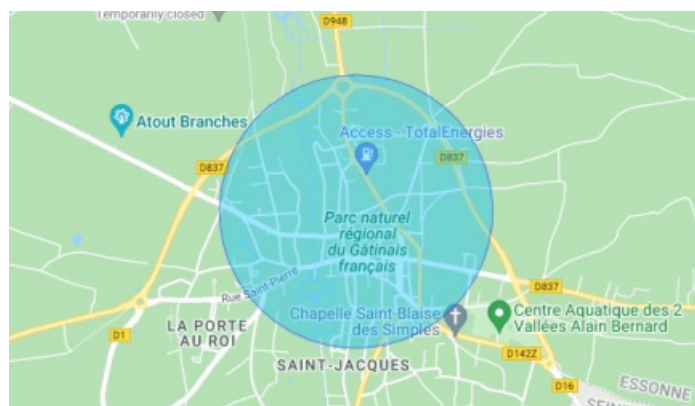 Temporarily closed
D948
Atout Branches
Access - TotalEnergies
D837
D837
Parc naturel
régional
du Gâtinais
français
Rue Saint-Pierre
D837
Chapelle Saint-Blaise
des Simples
Centre Aquatique des 2
Vallées Alain Bernard
LA PORTE
AU ROI
D1
D142Z
SAINT-JACQUES
D16
ESSONNE